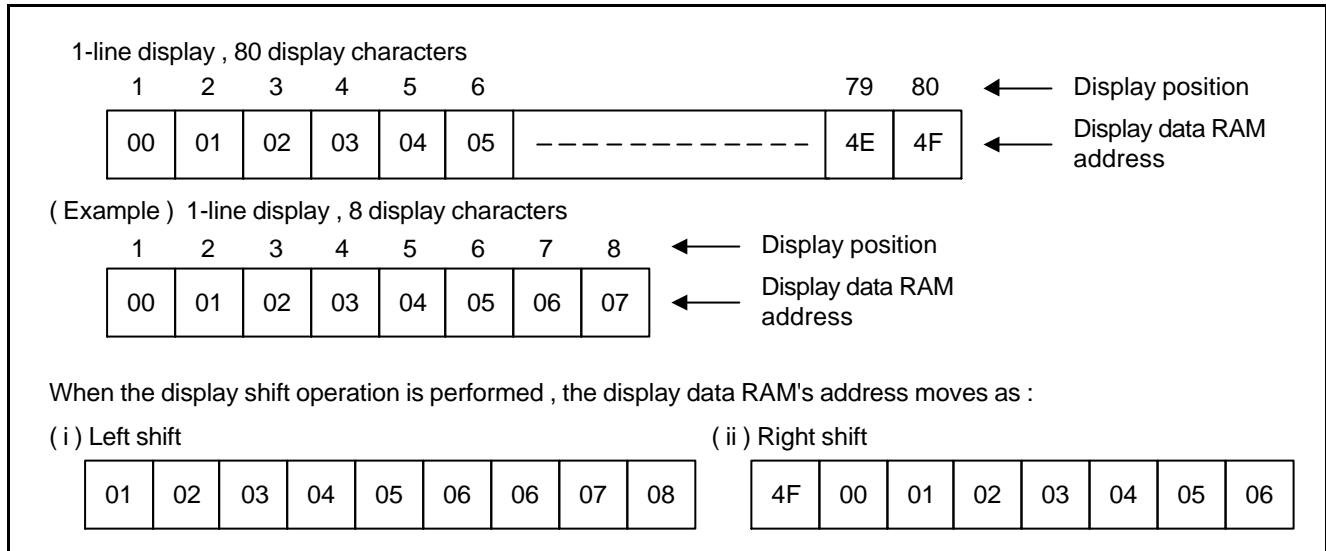 1-line display , 80 display characters
1 2 3 4 5 6 79 80 Display position
00 01 02 03 04 05 4E 4F Display data RAM
address
( Example ) 1-line display , 8 display characters
1 2 3 4 5 6 7 8 Display position
00 01 02 03 04 05 06 07 Display data RAM
address
When the display shift operation is performed , the display data RAM's address moves as :
( i ) Left shift ( ii ) Right shift
01 02 03 04 05 06 06 07 08 4F 00 01 02 03 04 05 06